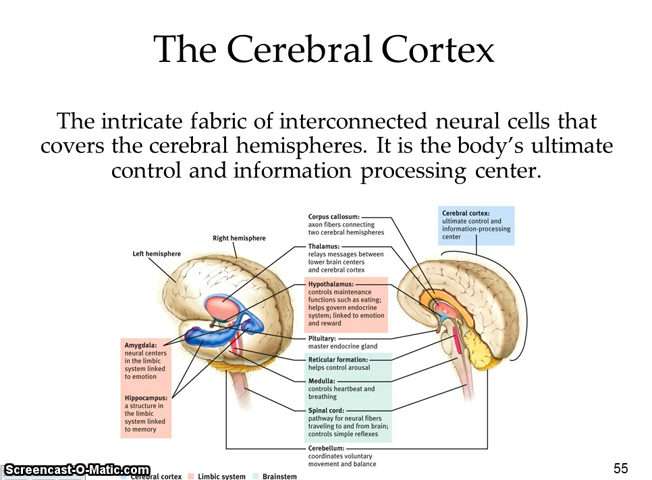 The Cerebral Cortex
The intricate fabric of interconnected neural cells that
covers the cerebral hemispheres. It is the body’s ultimate
control and information processing center.
Corpus callosum:
axon fibers connecting
two cerebral hemispheres
Cerebral cortex:
ultimate control and
information-processing
center
Right hemisphere
Left hemisphere
Thalamus:
relays messages between
lower brain centers
and cerebral cortex
Hypothalamus:
controls maintenance
functions such as eating;
helps govern endocrine
system; linked to emotion
and reward
Pituitary:
master endocrine gland
Amygdala:
neural centers
in the limbic
system linked
to emotion
Reticular formation:
helps control arousal
Medulla:
controls heartbeat and
breathing
Hippocampus:
a structure in
the limbic
system linked
to memory
Spinal cord:
pathway for neural fibers
traveling to and from brain;
controls simple reflexes
Cerebellum:
coordinates voluntary
movement and balance
Screencast-O-Matic.com
55
Cerebral cortex Limbic system Brainstem